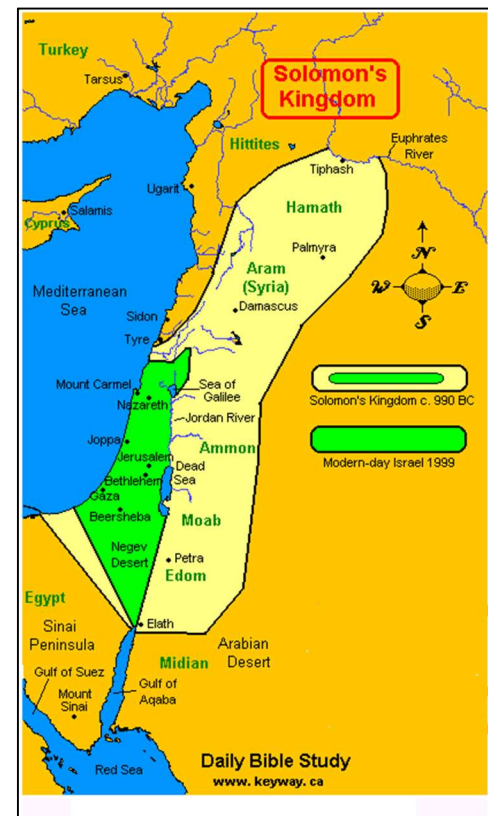 Turkey
Tarsus
Solomon's
Kingdom
Hittites
Euphrates
River
Tiphash
Ugarit
Hamath
Salamis
Cyprus
Palmyra
Aram
(Syria)
N
W
E
S
Mediterranean
Sea
Damascus
Sidon
Tyre
Mount Carmel
Sea of
Galilee
Nazareth
Solomon's Kingdom c. 990 BC
Jordan River
Joppa
Ammon
Jerusalem
Modern-day Israel 1999
Dead
Sea
Bethlehem
Gaza
Beersheba
Moab
Negev
Desert
Petra
Edom
Egypt
Elath
Sinai
Peninsula
Arabian
Desert
Midian
Gulf of Suez
Gulf of
Aqaba
Mount
Sinai
Daily Bible Study
www.keyway.ca
Red Sea